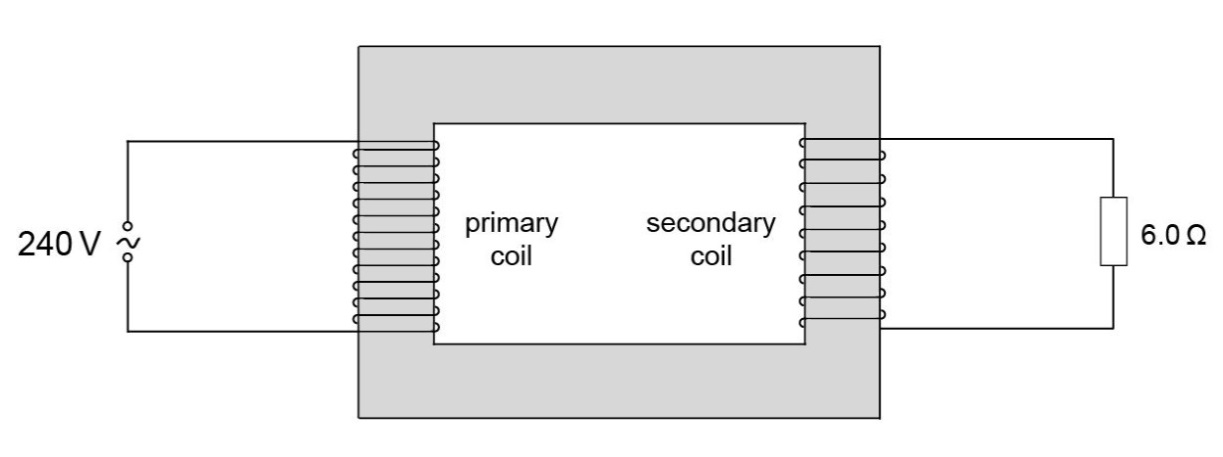 240 V
primary
coil
secondary
coil
6.0 Ω